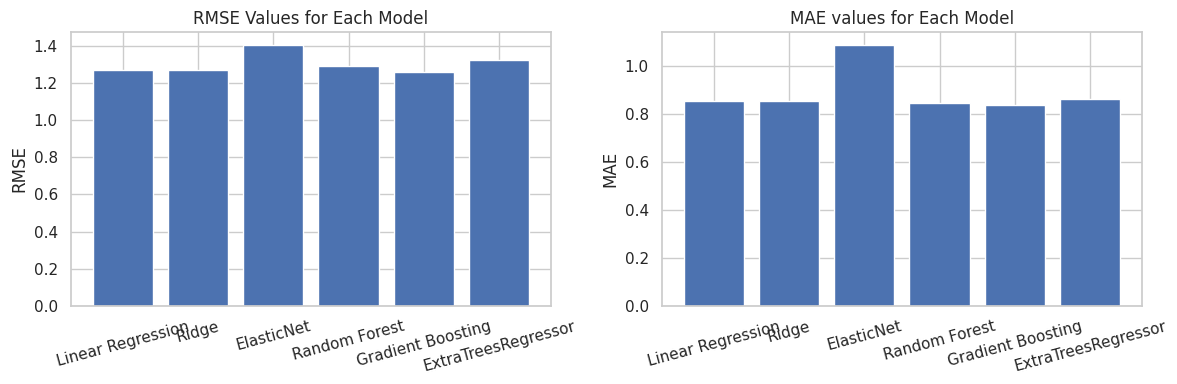 RMSE Values for Each Model
RMSE
1.4
1.2
1.0
0.8
0.6
0.4
0.2
0.0
Linear Regression
Ridge
ElasticNet
Random Forest
Gradient Boosting
ExtraTreesRegressor
MAE values for Each Model
MAE
1.0
0.8
0.6
0.4
0.2
0.0
Linear Regression
Ridge
ElasticNet
Random Forest
Gradient Boosting
ExtraTreesRegressor